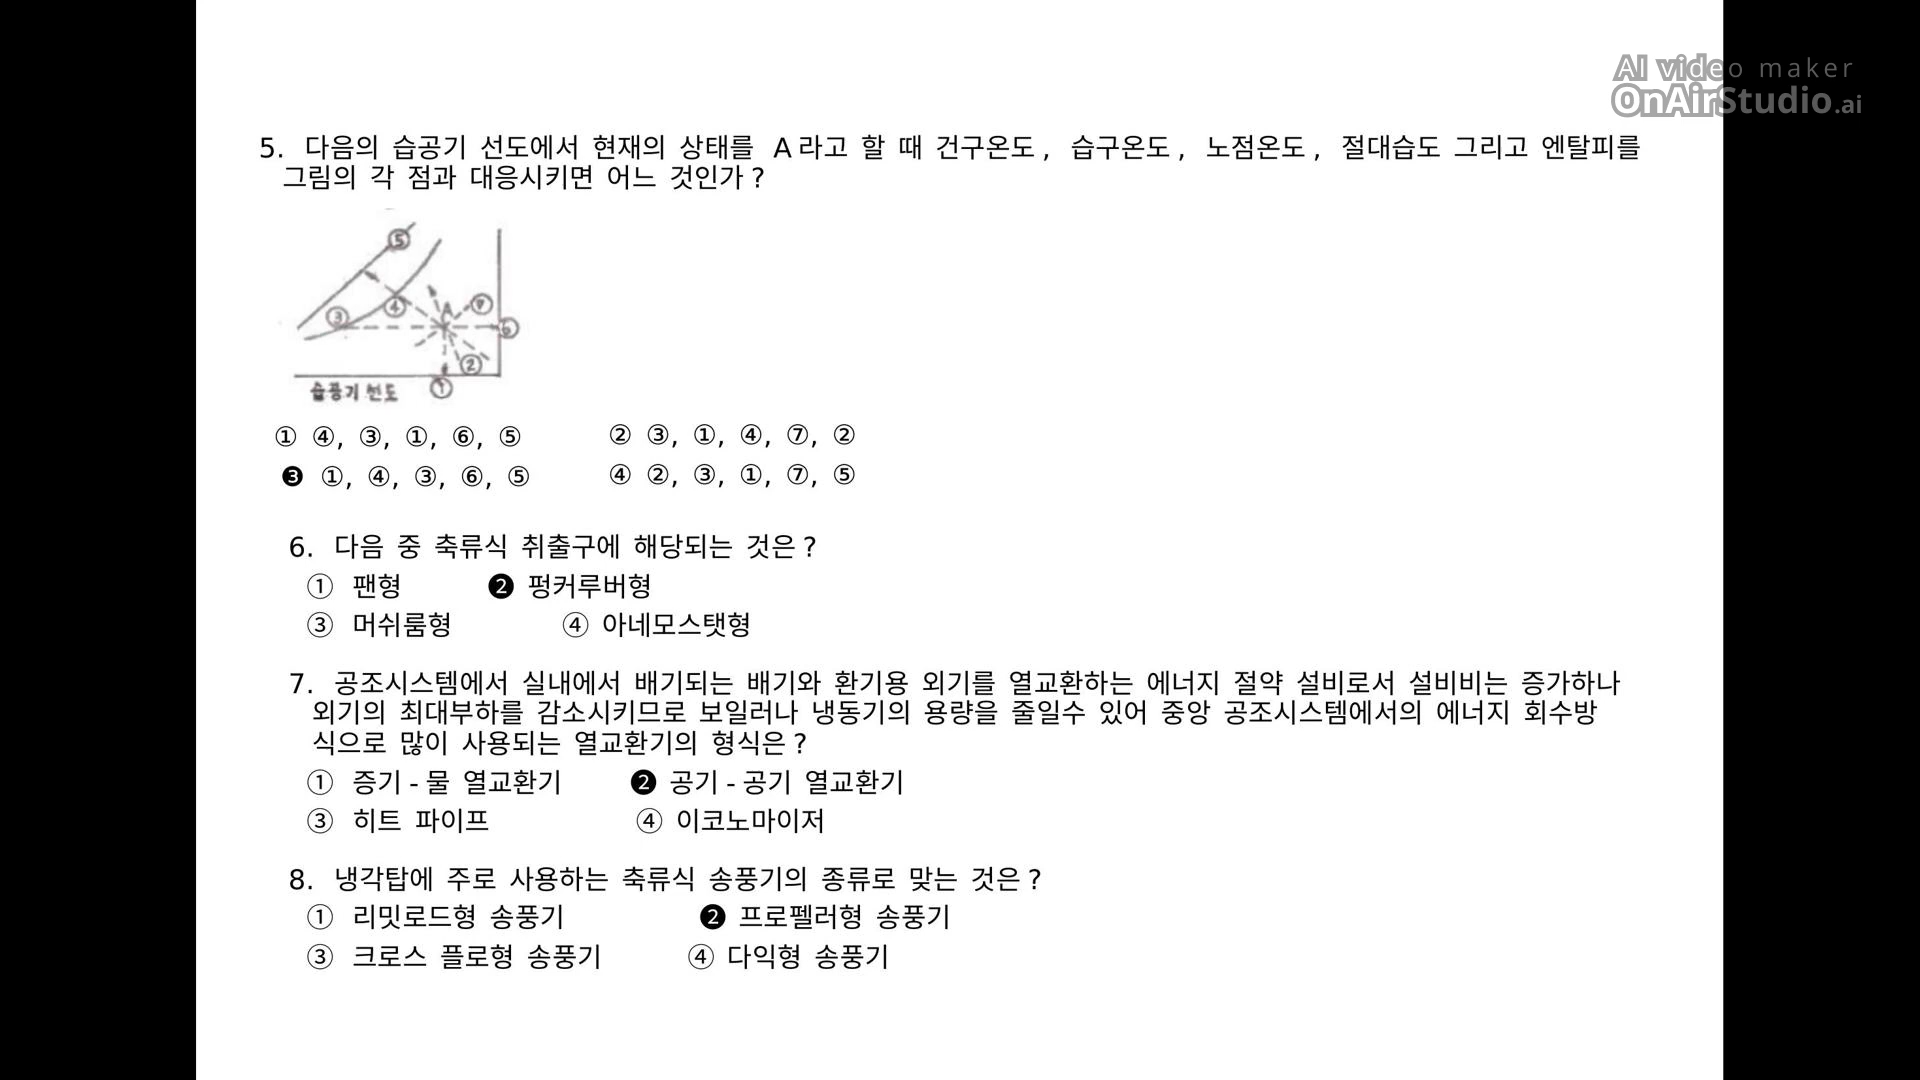 AI video maker
OnAirStudio.ai
5. 다음의 습공기 선도에서 현재의 상태를 A라고 할 때 건구온도, 습구온도, 노점온도, 절대습도 그리고 엔탈피를
그림의 각 점과 대응시키면 어느 것인가?
⑤
③ ④ A ⑦
⑥
②
습공기 선도 ①
① ④, ③, ①, ⑥, ⑤ ② ③, ①, ④, ⑦, ②
❸ ①, ④, ③, ⑥, ⑤ ④ ②, ③, ①, ⑦, ⑤
6. 다음 중 축류식 취출구에 해당되는 것은?
① 팬형 ❷ 펑커루버형
③ 머쉬룸형 ④ 아네모스탯형
7. 공조시스템에서 실내에서 배기되는 배기와 환기용 외기를 열교환하는 에너지 절약 설비로서 설비비는 증가하나
외기의 최대부하를 감소시키므로 보일러나 냉동기의 용량을 줄일수 있어 중앙 공조시스템에서의 에너지 회수방
식으로 많이 사용되는 열교환기의 형식은?
① 증기-물 열교환기 ❷ 공기-공기 열교환기
③ 히트 파이프 ④ 이코노마이저
8. 냉각탑에 주로 사용하는 축류식 송풍기의 종류로 맞는 것은?
① 리밋로드형 송풍기 ❷ 프로펠러형 송풍기
③ 크로스 플로형 송풍기 ④ 다익형 송풍기